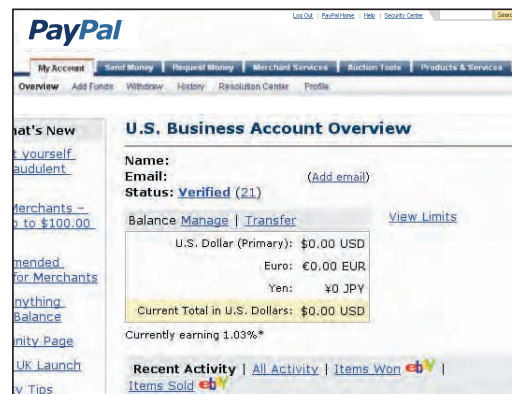 Log Out | PayPal Home | Help | Security Center
PayPal
My Account Send Money Request Money Merchant Services Auction Tools Products & Services
Overview Add Funds Withdraw History Resolution Center Profile
hat's New
t yourself
audulent
Merchants –
p to $100.00
mended
for Merchants
nything
Balance
nity Page
UK Launch
ty Tips
U.S. Business Account Overview
Name:
Email: (Add email)
Status: Verified (21)
Balance Manage | Transfer
View Limits
U.S. Dollar (Primary): $0.00 USD
Euro: €0.00 EUR
Yen: ¥0 JPY
Current Total in U.S. Dollars: $0.00 USD
Currently earning 1.03%*
Recent Activity | All Activity | Items Won ebY |
Items Sold ebY